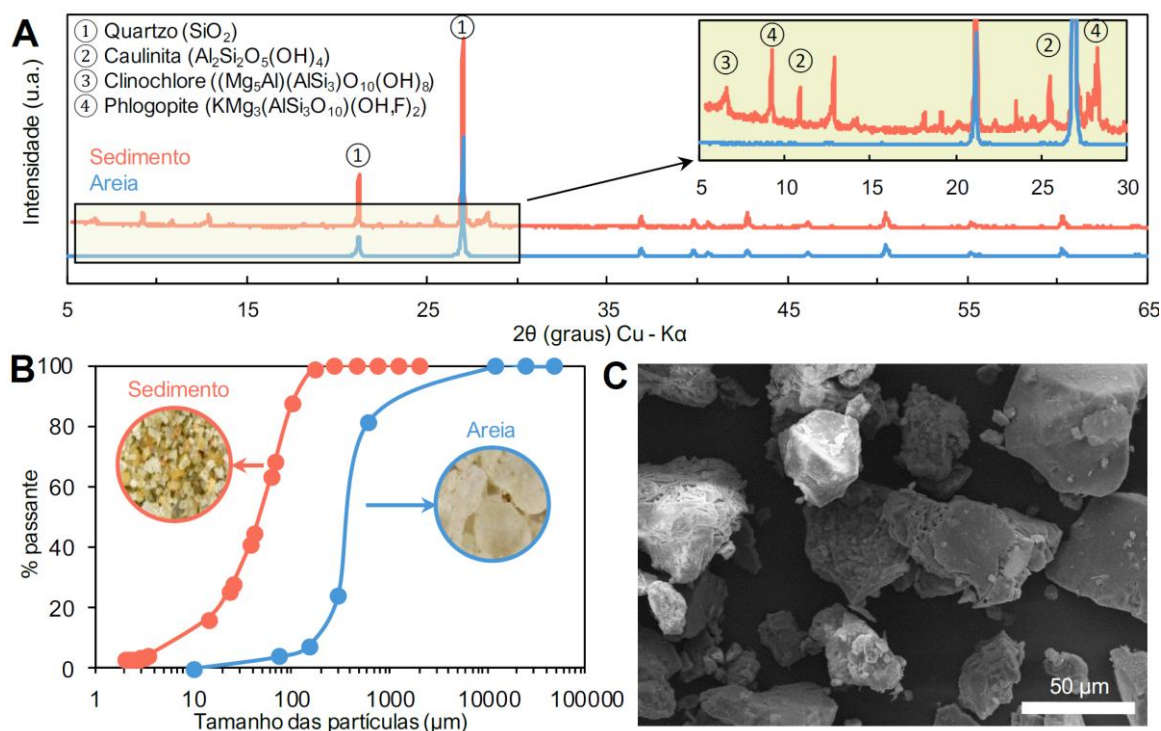 A
Intensidade (u.a.)
① Quartzo (SiO₂)
② Caulinita (Al₂Si₂O₅(OH)₄)
③ Clinochlore ((Mg₅Al)(AlSi₃)O₁₀(OH)₈)
④ Phlogopite (KMg₃(AlSi₃O₁₀)(OH,F)₂)
Sedimento
Areia
①
①
③ ④ ② ② ④
5 10 15 20 25 30
5 15 25 35 45 55 65
2θ (graus) Cu - Kα
B
% passante
100
80
60
40
20
0
Sedimento
Areia
1 10 100 1000 10000 100000
Tamanho das partículas (µm)
C
50 µm